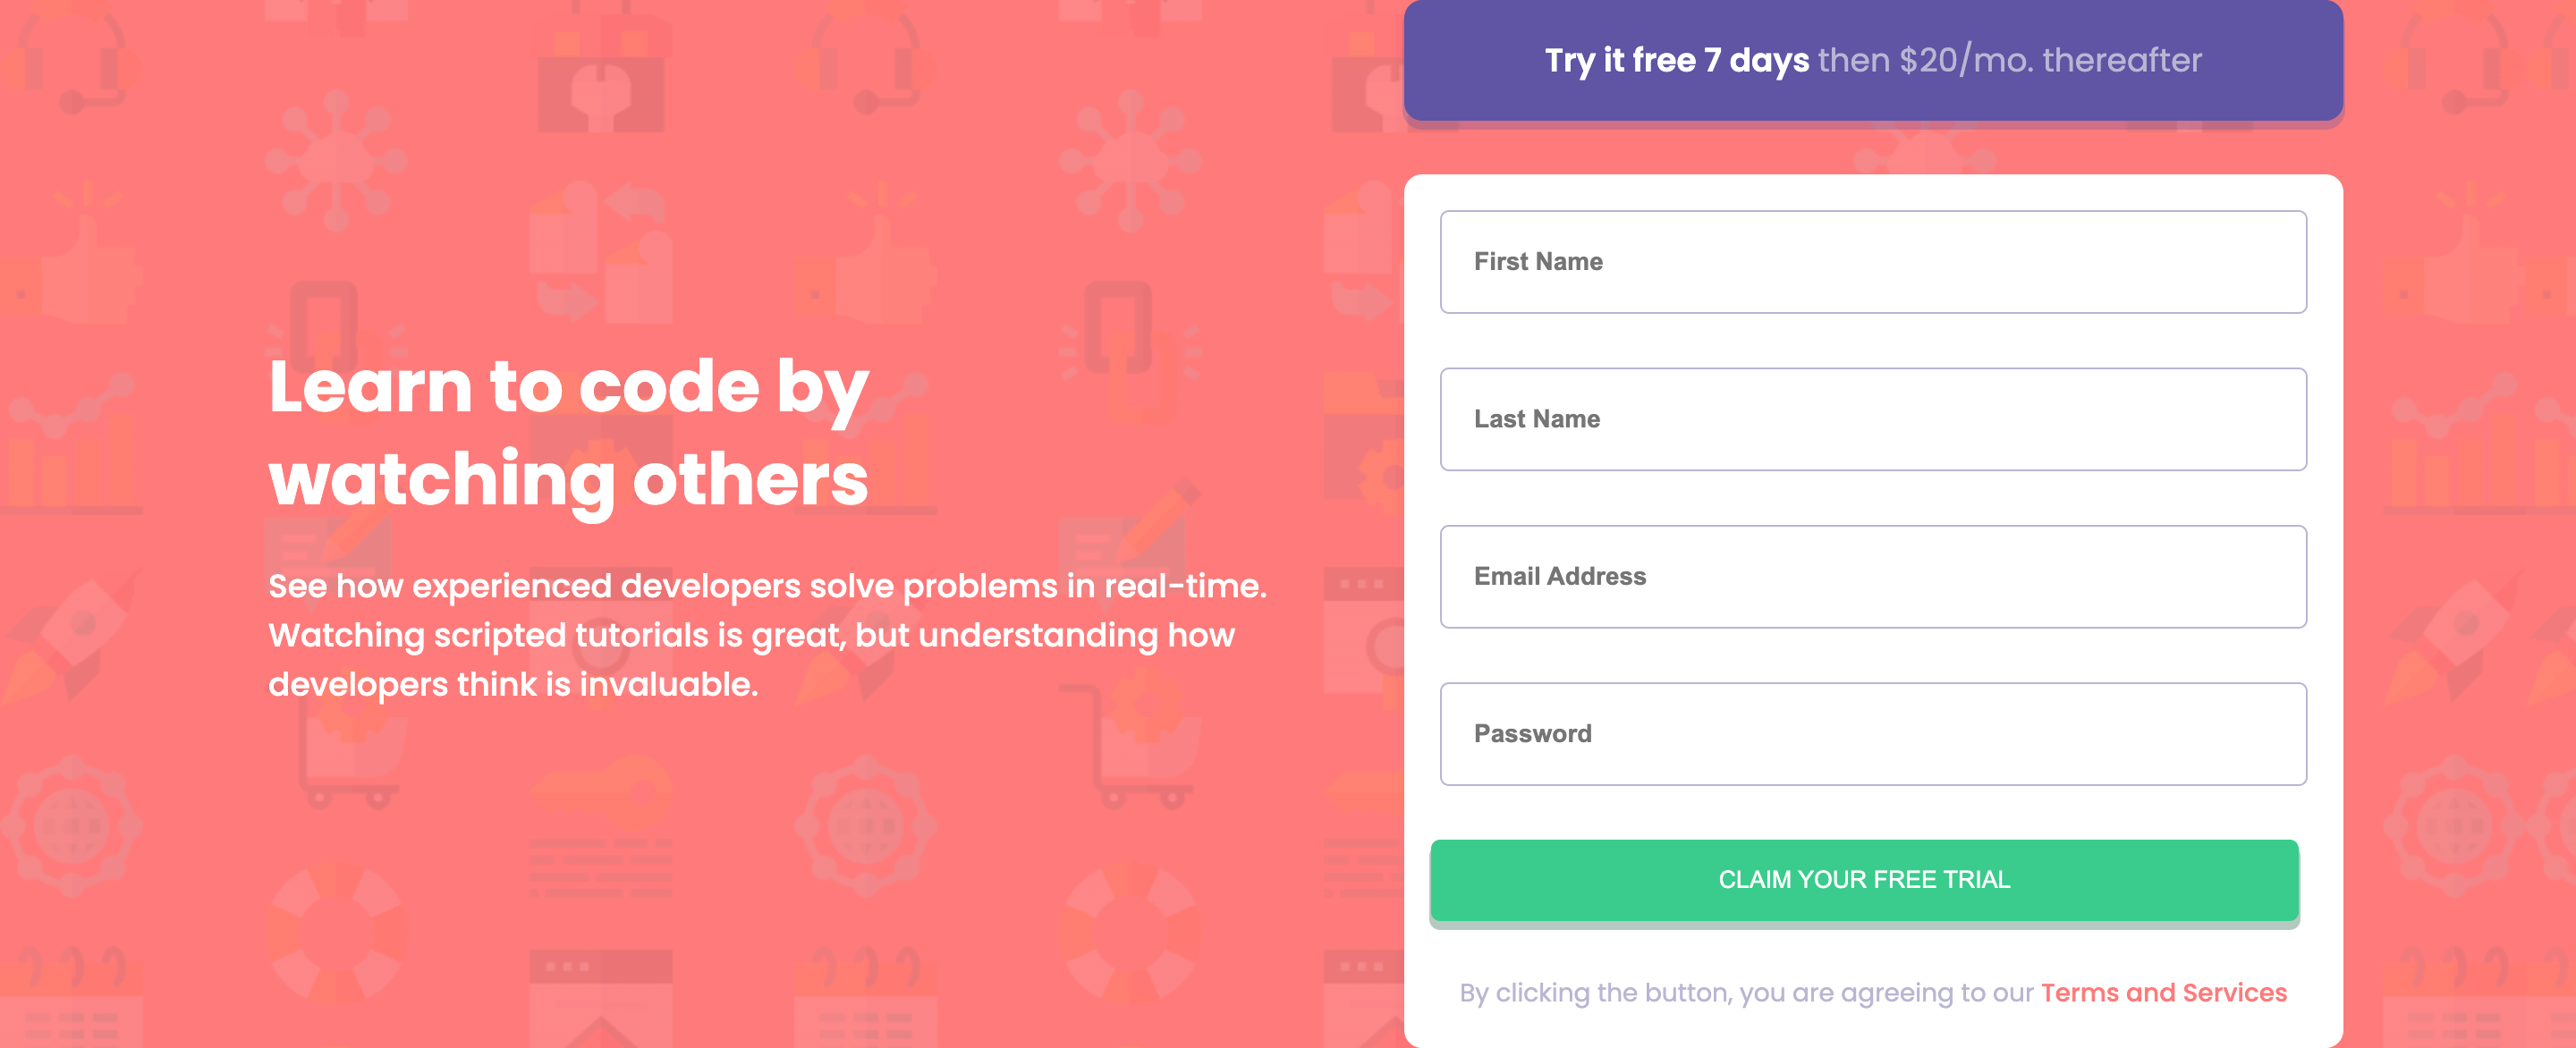 Learn to code by
watching others
See how experienced developers solve problems in real-time.
Watching scripted tutorials is great, but understanding how
developers think is invaluable.
Try it free 7 days then $20/mo. thereafter
First Name
Last Name
Email Address
Password
CLAIM YOUR FREE TRIAL
By clicking the button, you are agreeing to our Terms and Services